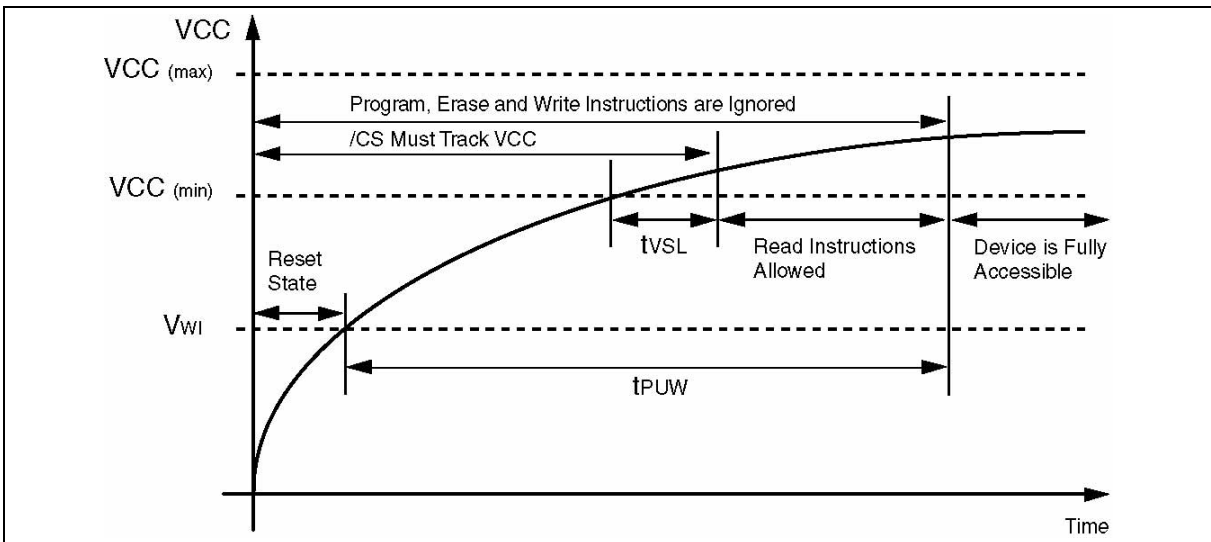 VCC
VCC (max)
Program, Erase and Write Instructions are Ignored
/CS Must Track VCC
VCC (min)
tVSL
Read Instructions
Allowed
Device is Fully
Accessible
Reset
State
VWI
tPUW
Time